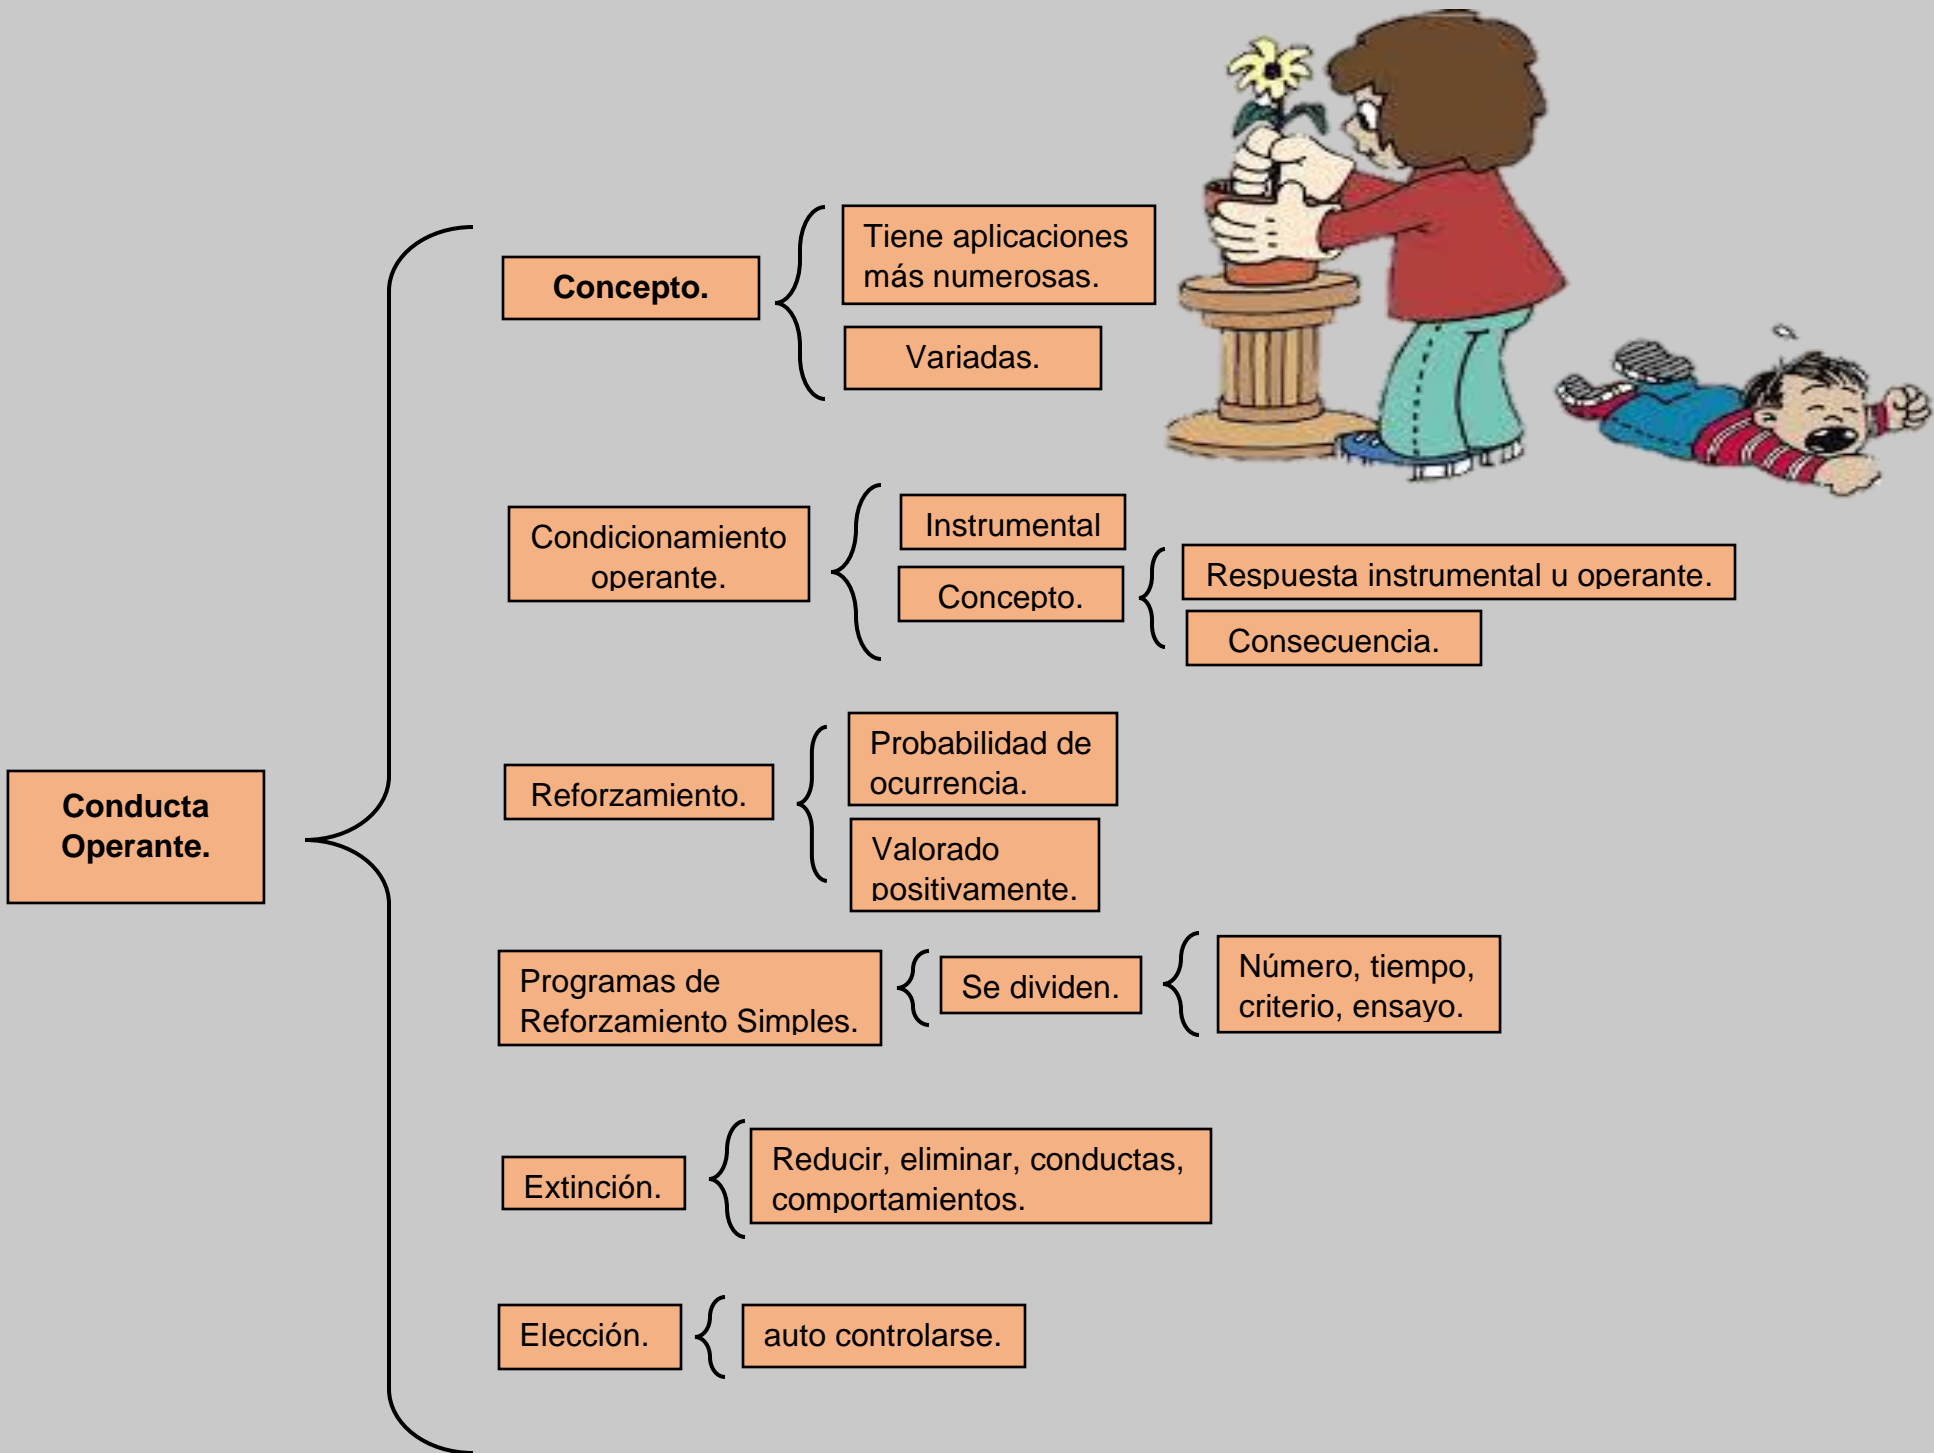 Conducta
Operante.
Concepto.
Tiene aplicaciones
más numerosas.
Variadas.
Condicionamiento
operante.
Instrumental
Concepto.
Respuesta instrumental u operante.
Consecuencia.
Reforzamiento.
Probabilidad de
ocurrencia.
Valorado
positivamente.
Programas de
Reforzamiento Simples.
Se dividen.
Número, tiempo,
criterio, ensayo.
Extinción.
Reducir, eliminar, conductas,
comportamientos.
Elección.
auto controlarse.